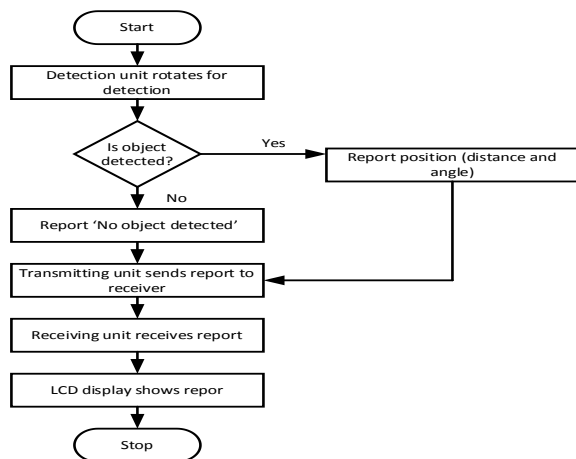 Start
Detection unit rotates for
detection
Is object
detected?
Yes
Report position (distance and
angle)
No
Report ‘No object detected’
Transmitting unit sends report to
receiver
Receiving unit receives report
LCD display shows repor
Stop